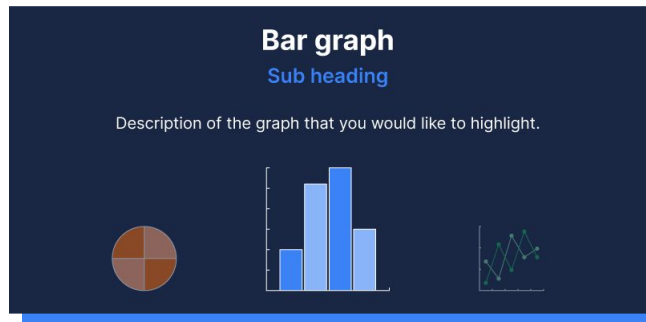 Bar graph
Sub heading
Description of the graph that you would like to highlight.